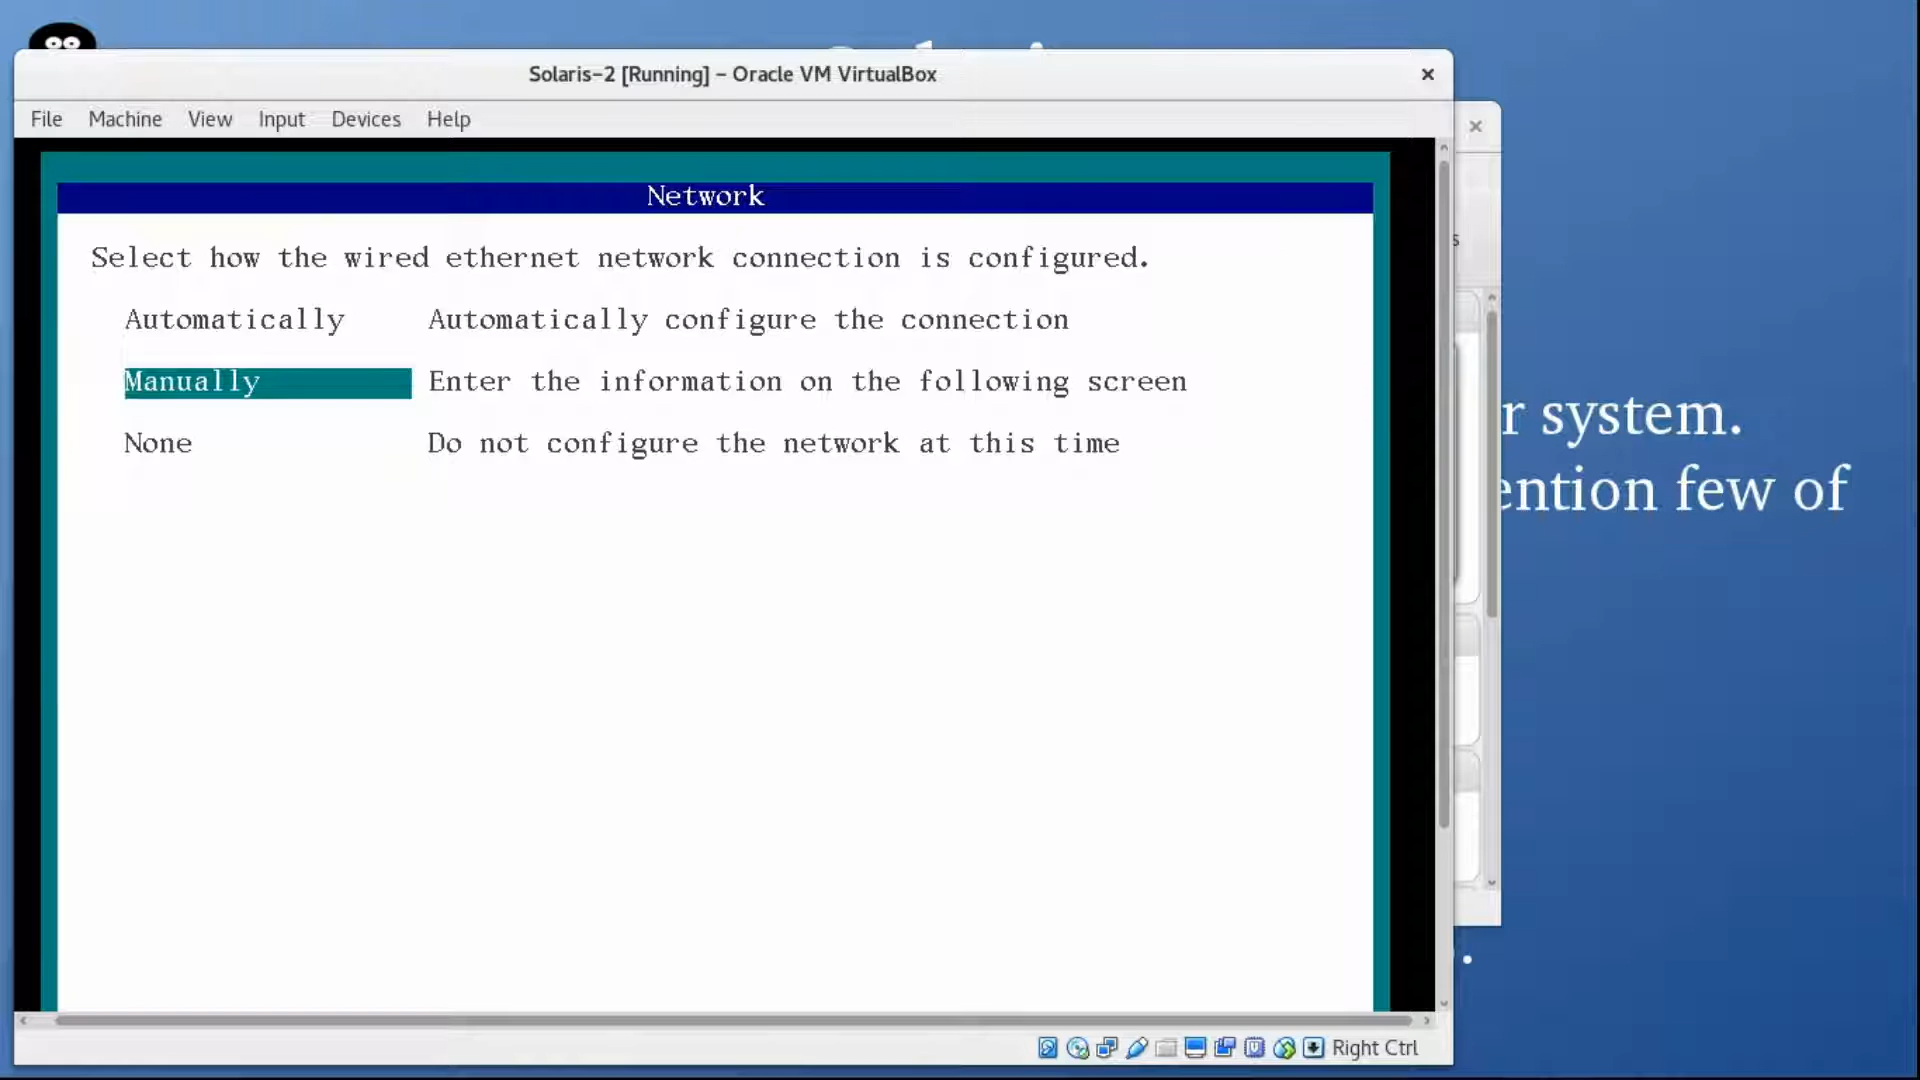 Solaris-2 [Running] - Oracle VM VirtualBox
File Machine View Input Devices Help
Network
Select how the wired ethernet network connection is configured.
Automatically Automatically configure the connection
Manually Enter the information on the following screen
None Do not configure the network at this time
r system.
ention few of
Right Ctrl